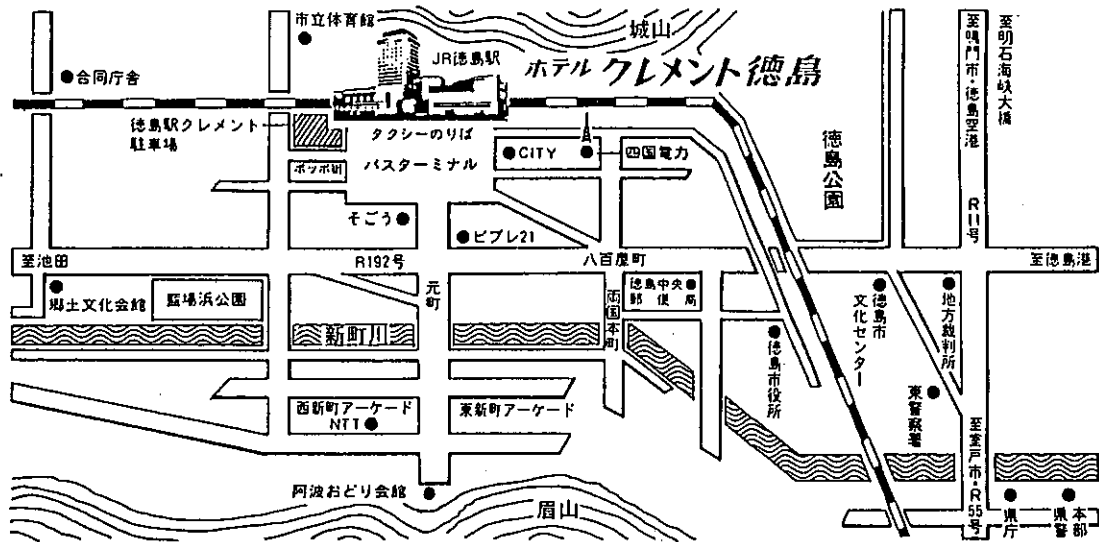 市立体育館
城山
至鳴門市・徳島空港
至明石海峡大橋
合同庁舎
JR徳島駅
ホテル クレメント徳島
徳島駅クレメント
駐車場
タクシーのりば
CITY
四国電力
徳島公園
ポッポ街
バスターミナル
R11号
そごう
ビブレ21
至池田
R192号
八百屋町
至徳島港
郷土文化会館
藍場浜公園
元町
両国本町
徳島中央
郵便局
徳島市
文化センター
地方裁判所
新町川
徳島市役所
東警察署
西新町アーケード
NTT
東新町アーケード
至室戸市・R55号
阿波おどり会館
眉山
県庁
県警本部